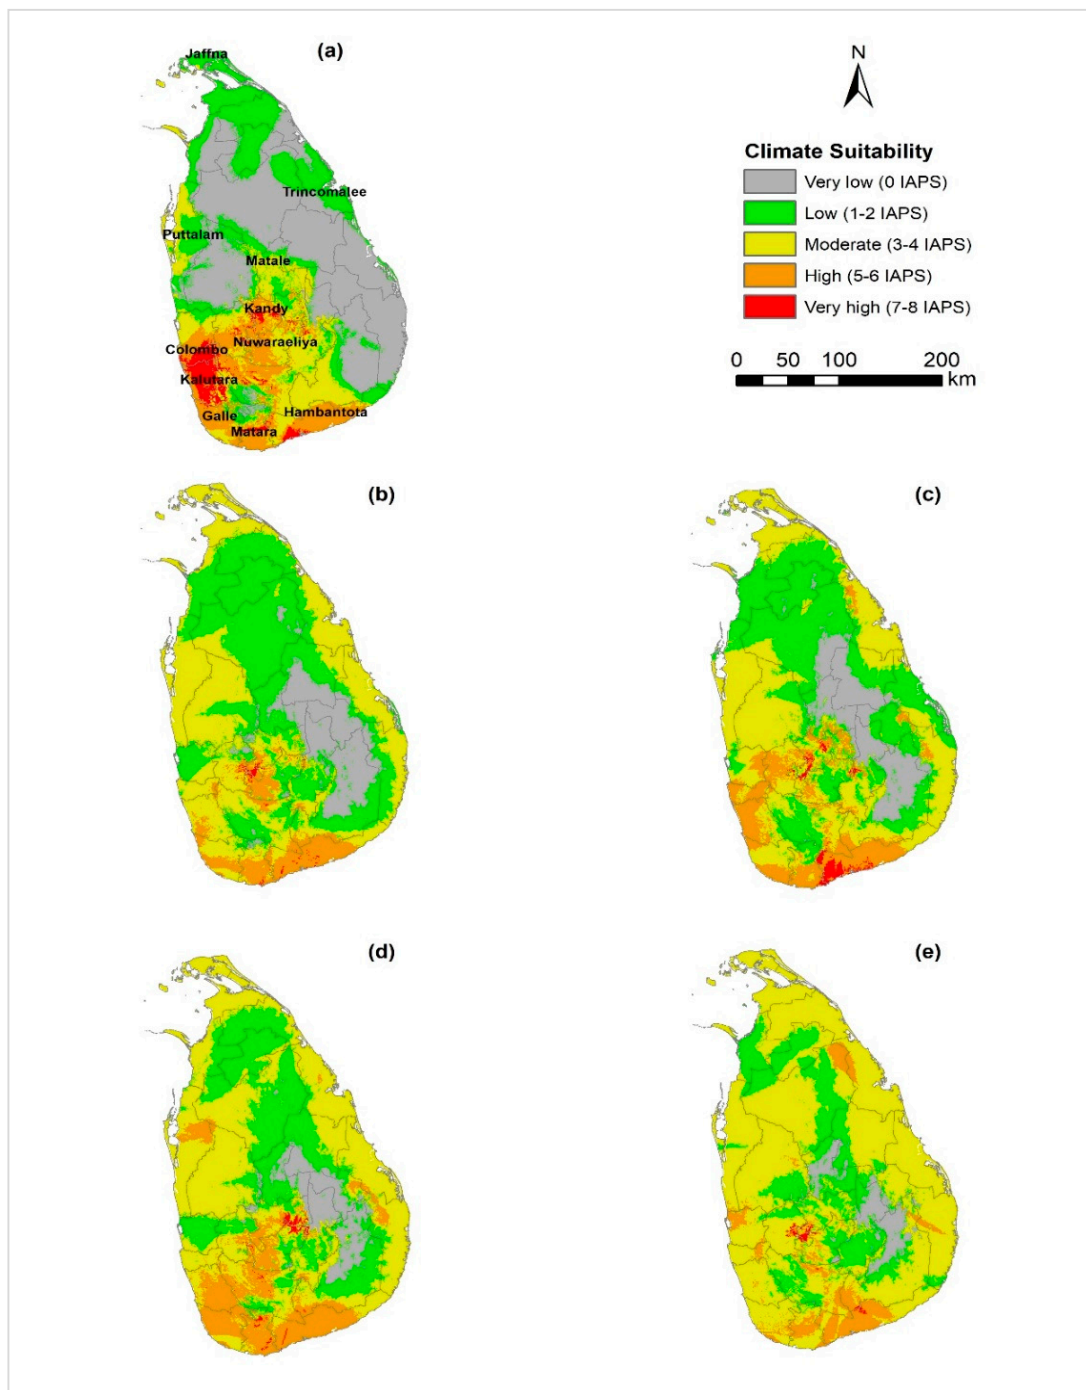 (a)
Jaffna
Trincomalee
Puttalam
Matale
Kandy
Nuwaraeliya
Colombo
Kalutara
Galle
Hambantota
Matara
N
Climate Suitability
Very low (0 IAPS)
Low (1-2 IAPS)
Moderate (3-4 IAPS)
High (5-6 IAPS)
Very high (7-8 IAPS)
0 50 100 200
km
(b)
(c)
(d)
(e)